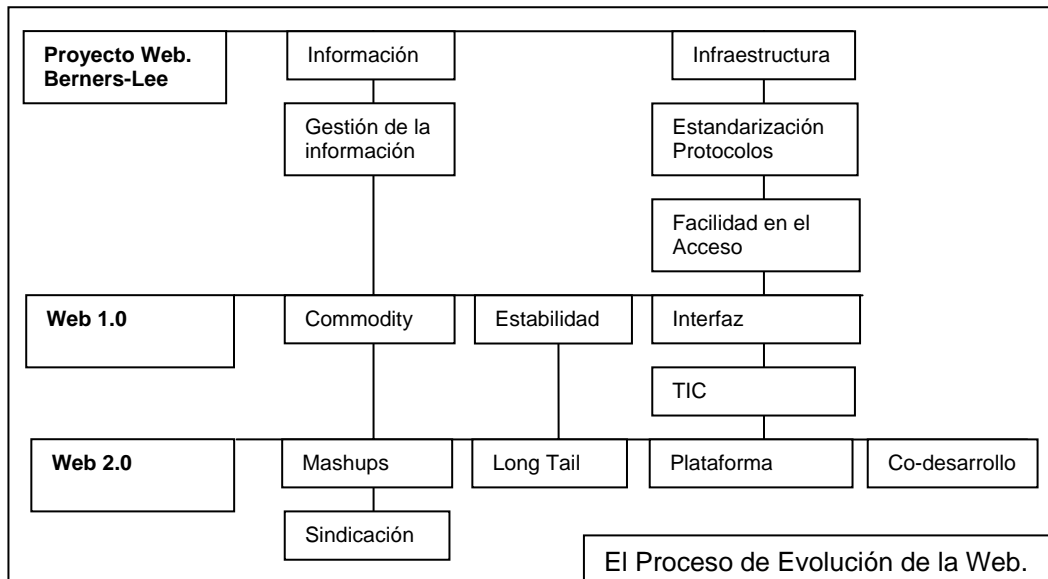 Proyecto Web.
Berners-Lee
Información
Infraestructura
Gestión de la
información
Estandarización
Protocolos
Facilidad en el
Acceso
Web 1.0
Commodity
Estabilidad
Interfaz
TIC
Web 2.0
Mashups
Long Tail
Plataforma
Co-desarrollo
Sindicación
El Proceso de Evolución de la Web.